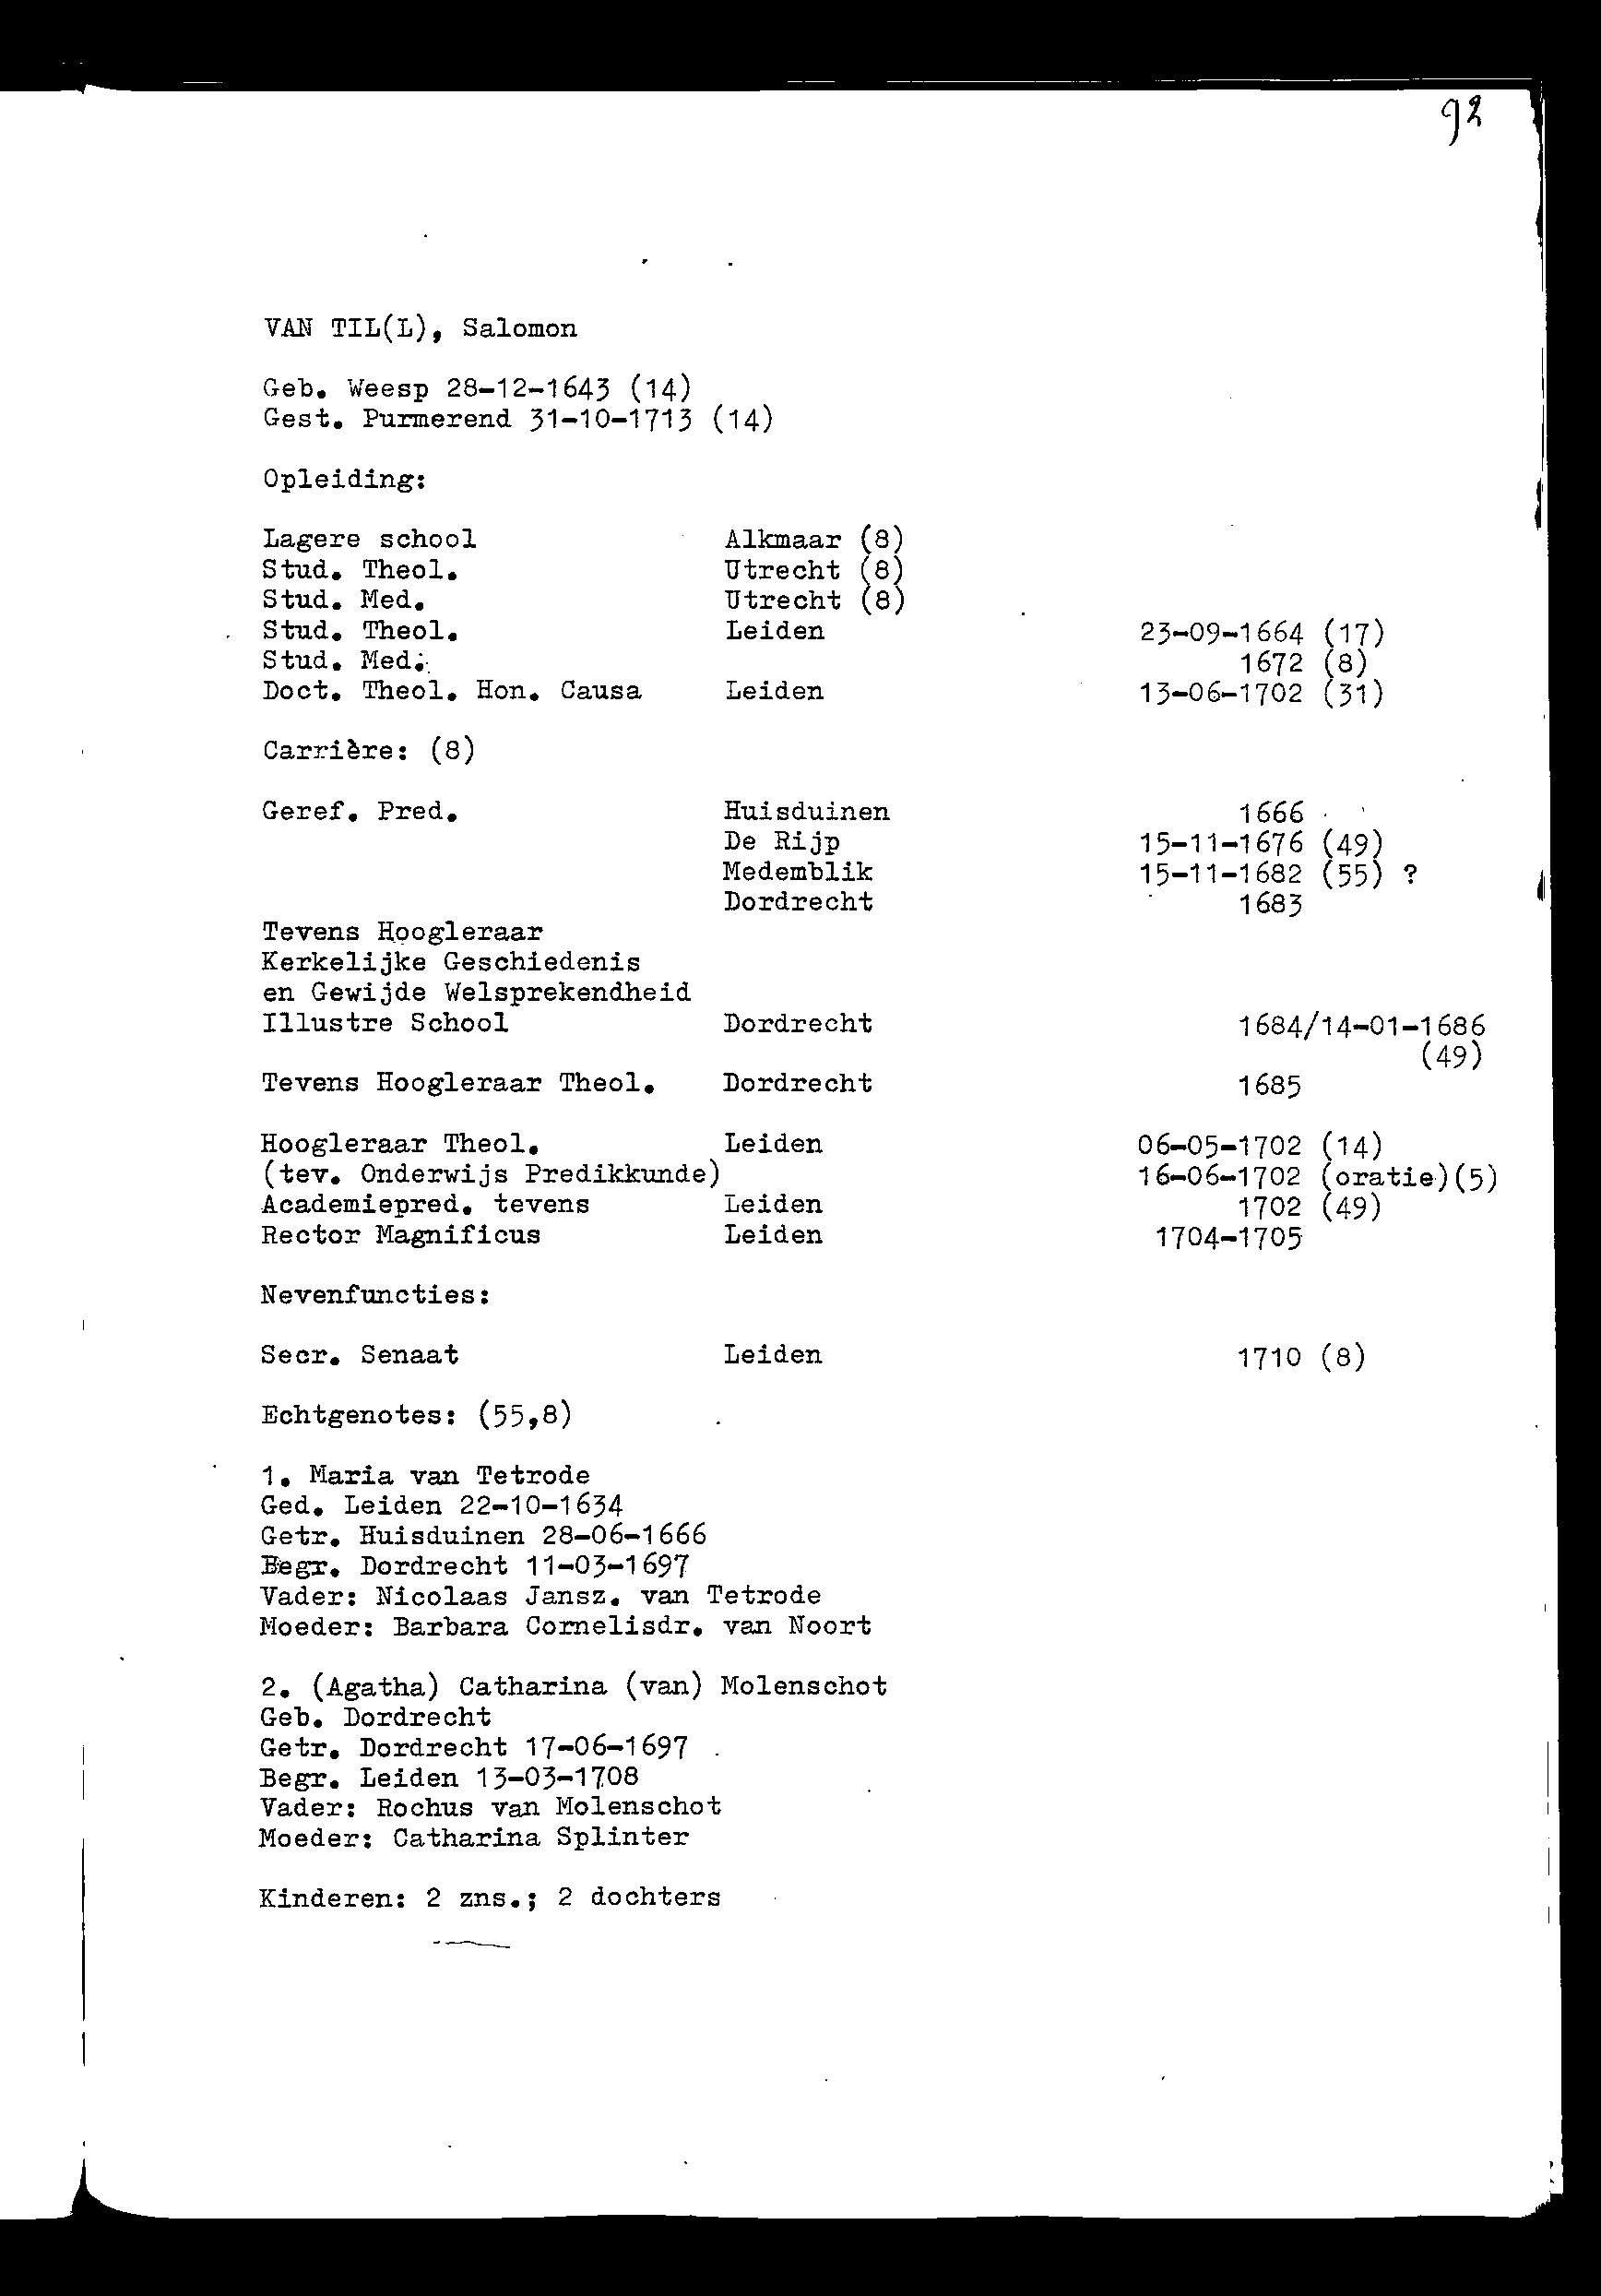 92
VAN TIL(L), Salomon
Geb. Weesp 28-12-1643 (14)
Gest. Purmerend 31-10-1713 (14)
Opleiding:
Lagere school Alkmaar (8)
Stud. Theol. Utrecht (8)
Stud. Med. Utrecht (8)
Stud. Theol. Leiden 23-09-1664 (17)
Stud. Med. 1672 (8)
Doct. Theol. Hon. Causa Leiden 13-06-1702 (31)
Carrière: (8)
Geref. Pred. Huisduinen 1666
De Rijp 15-11-1676 (49)
Medemblik 15-11-1682 (55) ?
Dordrecht 1683
Tevens Hoogleraar
Kerkelijke Geschiedenis
en Gewijde Welsprekendheid
Illustre School Dordrecht 1684/14-01-1686
(49)
Tevens Hoogleraar Theol. Dordrecht 1685
Hoogleraar Theol. Leiden 06-05-1702 (14)
(tev. Onderwijs Predikkunde) 16-06-1702 (oratie)(5)
Academiepred. tevens Leiden 1702 (49)
Rector Magnificus Leiden 1704-1705
Nevenfuncties:
Secr. Senaat Leiden 1710 (8)
Echtgenotes: (55,8)
1. Maria van Tetrode
Ged. Leiden 22-10-1634
Getr. Huisduinen 28-06-1666
Begr. Dordrecht 11-03-1697
Vader: Nicolaas Jansz. van Tetrode
Moeder: Barbara Cornelisdr. van Noort
2. (Agatha) Catharina (van) Molenschot
Geb. Dordrecht
Getr. Dordrecht 17-06-1697
Begr. Leiden 13-03-1708
Vader: Rochus van Molenschot
Moeder: Catharina Splinter
Kinderen: 2 zns.; 2 dochters